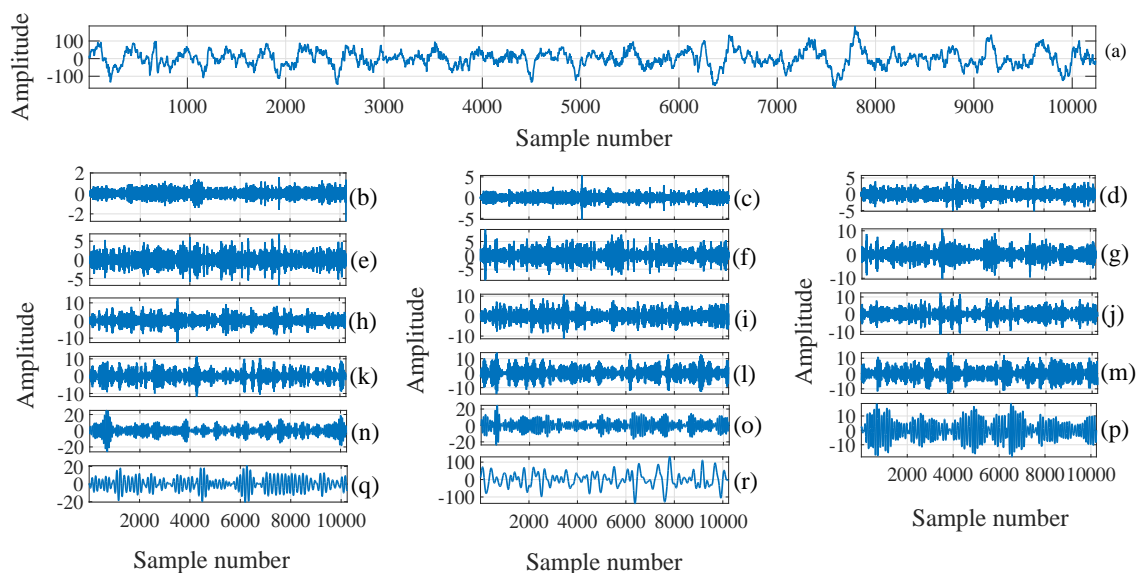 Amplitude
100
0
-100
(a)
1000 2000 3000 4000 5000 6000 7000 8000 9000 10000
Sample number
2
0
-2
(b)
5
0
-5
(c)
5
0
-5
(d)
5
0
-5
(e)
5
0
-5
(f)
10
0
-10
(g)
10
0
-10
(h)
10
0
-10
(i)
10
0
-10
(j)
10
0
-10
(k)
10
0
-10
(l)
10
0
-10
(m)
20
0
-20
(n)
20
0
-20
(o)
10
0
-10
(p)
2000 4000 6000 8000 10000
20
0
-20
(q)
100
0
-100
(r)
2000 4000 6000 8000 10000
2000 4000 6000 8000 10000
Amplitude
Amplitude
Amplitude
Sample number
Sample number
Sample number